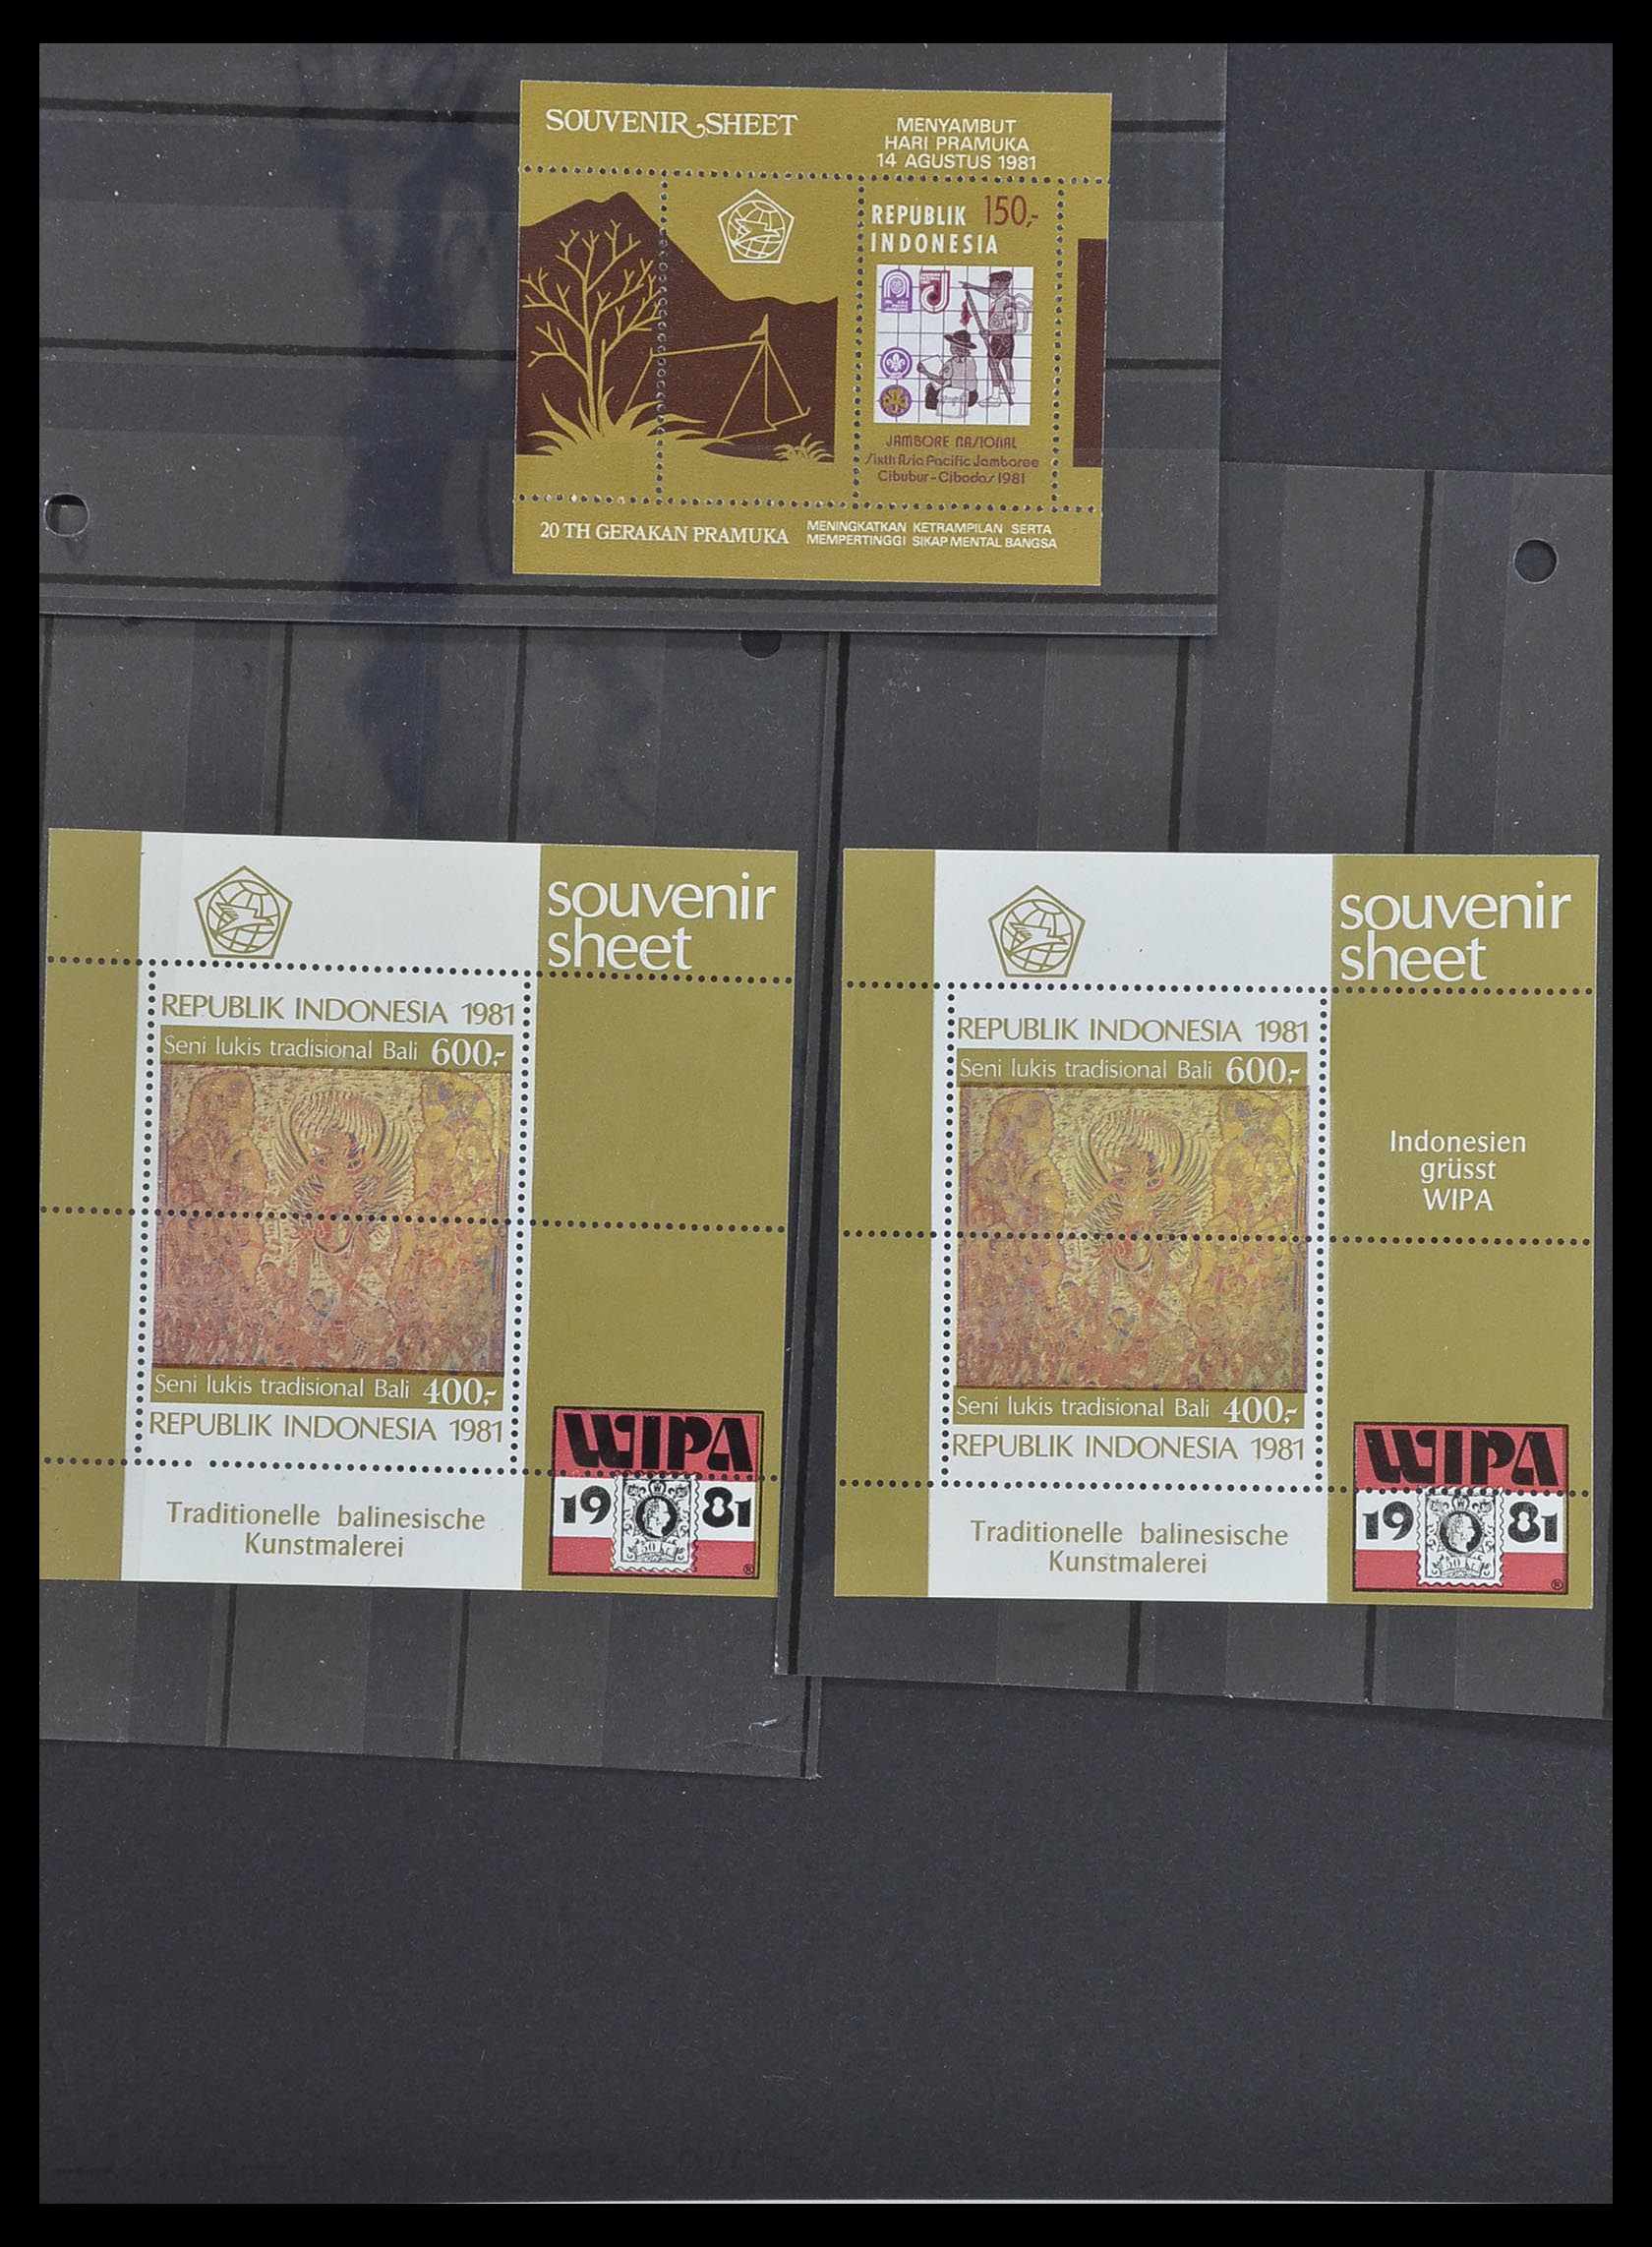 SOUVENIR SHEET
MENYAMBUT
HARI PRAMUKA
14 AGUSTUS 1981
REPUBLIK 150,-
INDONESIA
JAMBORE NASIONAL
Sixth Asia Pacific Jamboree
Cibubur - Cibodas 1981
20 TH GERAKAN PRAMUKA
MENINGKATKAN KETRAMPILAN SERTA
MEMPERTINGGI SIKAP MENTAL BANGSA
souvenir
sheet
REPUBLIK INDONESIA 1981
Seni lukis tradisional Bali 600,-
Seni lukis tradisional Bali 400,-
REPUBLIK INDONESIA 1981
Traditionelle balinesische
Kunstmalerei
WIPA
1981
®
souvenir
sheet
REPUBLIK INDONESIA 1981
Seni lukis tradisional Bali 600,-
Indonesien
grüsst
WIPA
Seni lukis tradisional Bali 400,-
REPUBLIK INDONESIA 1981
Traditionelle balinesische
Kunstmalerei
WIPA
1981
®